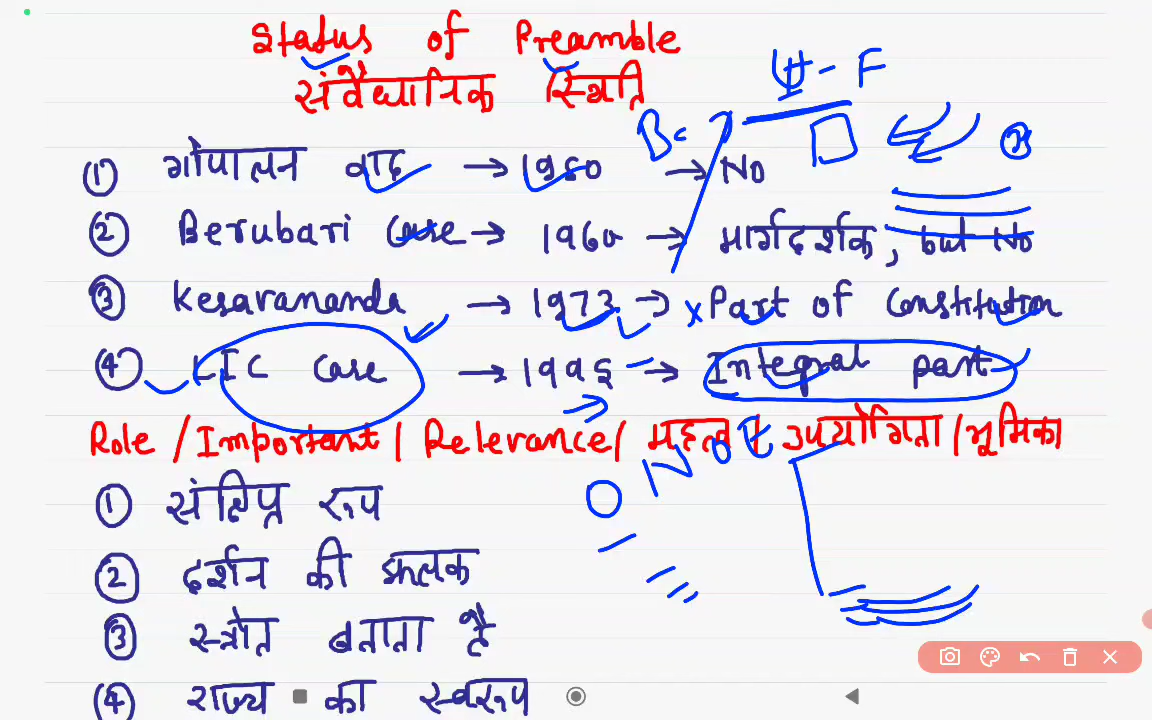 Status of Preamble
संवैधानिक स्थिति
① गोपालन वाद → 1950 → No
② Berubari Case → 1960 → मार्गदर्शक, but No
③ Kesavananda → 1973 → Part of Constitution
④ LIC Case → 1995 → Integral part
Role / Important / Relevance / महत्व / उपयोगिता / भूमिका
Not
① संक्षिप्त रूप
② दर्शन की झलक
③ स्त्रोत बताता है
④ राज्य का स्वरूप